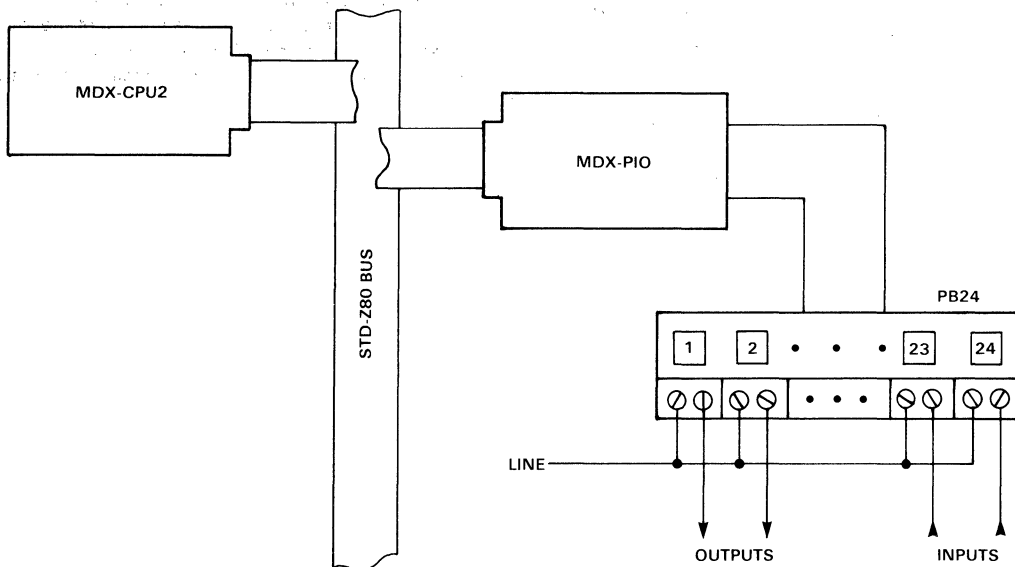 MDX-CPU2
MDX-PIO
STD-Z80 BUS
PB24
1 2 • • • 23 24
• • •
LINE
OUTPUTS INPUTS